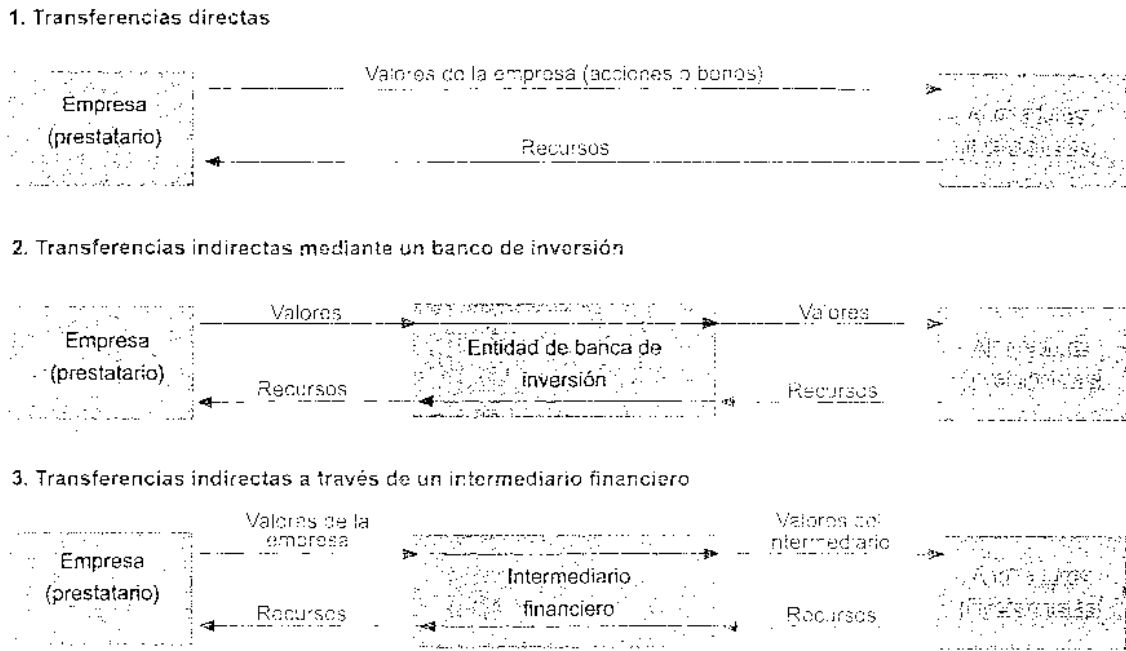 1. Transferencias directas
Valores de la empresa (acciones o bonos)
Empresa
(prestatario)
Recursos
2. Transferencias indirectas mediante un banco de inversión
Valores
Valores
Empresa
(prestatario)
Entidad de banca de
inversión
Recursos
Recursos
3. Transferencias indirectas a través de un intermediario financiero
Valores de la
empresa
Valores del
intermediario
Empresa
(prestatario)
Intermediario
financiero
Recursos
Recursos